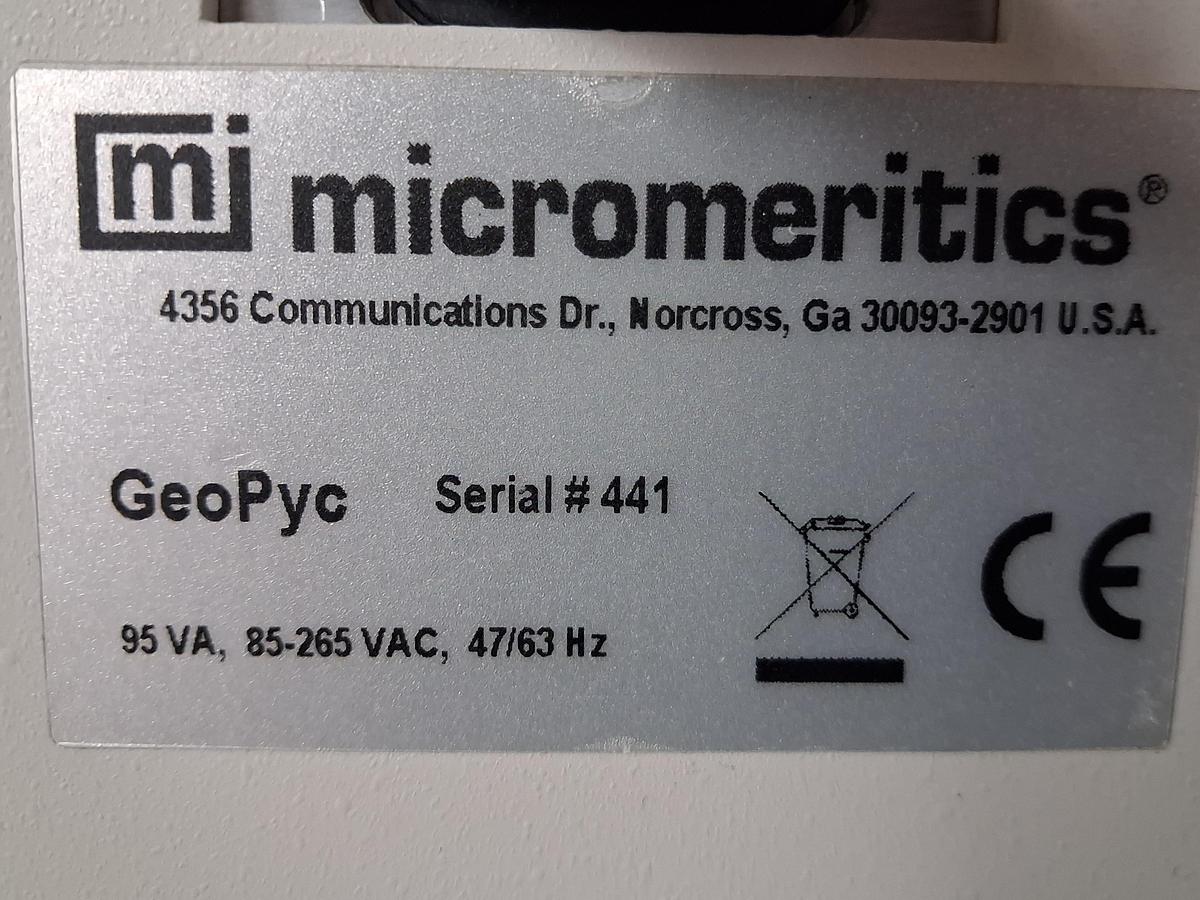 mi micromeritics®
4356 Communications Dr., Norcross, Ga 30093-2901 U.S.A.
GeoPyc Serial # 441
95 VA, 85-265 VAC, 47/63 Hz
CE